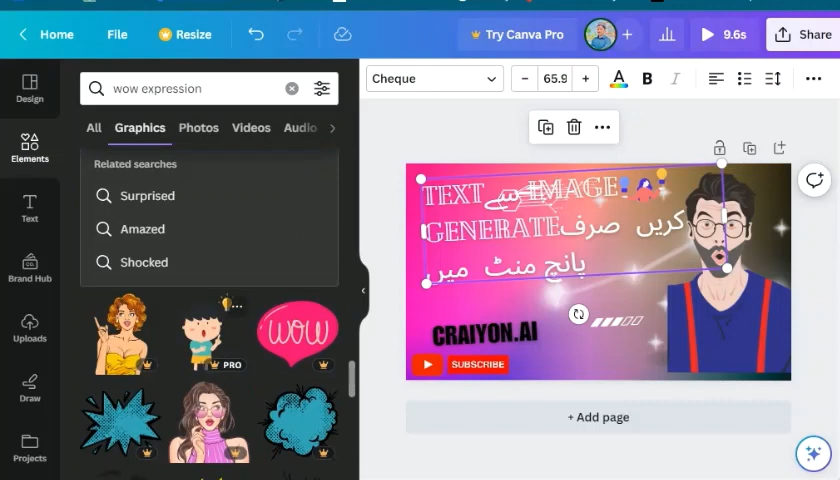 Home
File
Resize
Try Canva Pro
+
9.6s
Share
Design
Elements
Text
Brand Hub
Uploads
Draw
Projects
wow expression
All
Graphics
Photos
Videos
Audio
Related searches
Surprised
Amazed
Shocked
PRO
WOW
Cheque
− 65.9 +
A
B
I
TEXT سے IMAGE
GENERATE کریں صرف
پانچ منٹ میں
CRAIYON.AI
SUBSCRIBE
+ Add page